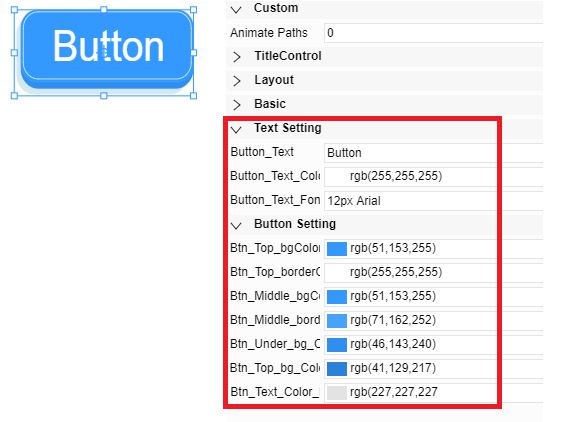 Button
Custom
Animate Paths 0
TitleControl
Layout
Basic
Text Setting
Button_Text Button
Button_Text_Colo rgb(255,255,255)
Button_Text_Fon 12px Arial
Button Setting
Btn_Top_bgColor rgb(51,153,255)
Btn_Top_borderC rgb(255,255,255)
Btn_Middle_bgCo rgb(51,153,255)
Btn_Middle_bord rgb(71,162,252)
Btn_Under_bg_C rgb(46,143,240)
Btn_Top_bg_Colo rgb(41,129,217)
Btn_Text_Color_ rgb(227,227,227